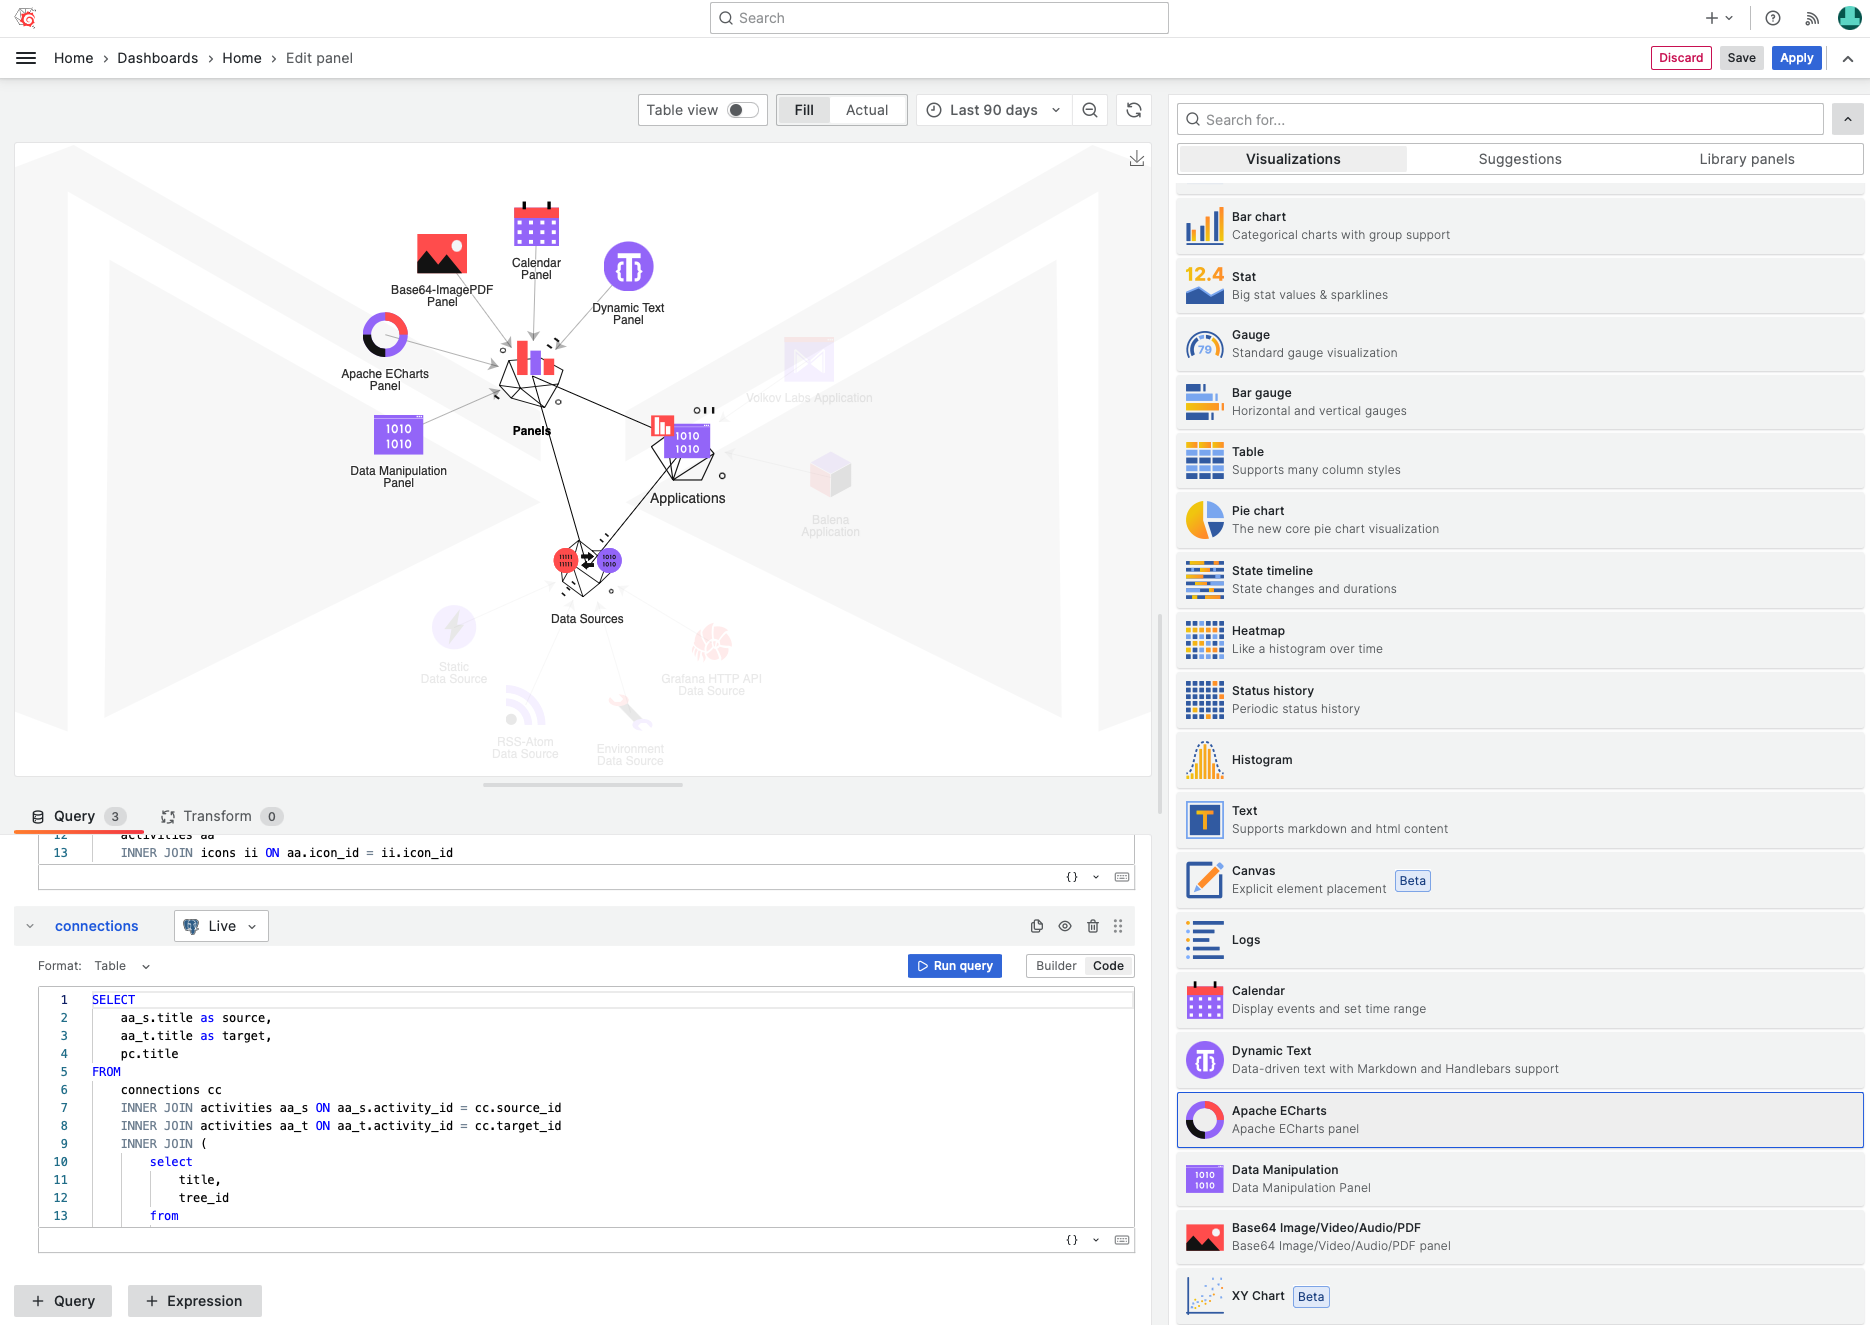 Search
Home › Dashboards › Home › Edit panel
Discard
Save
Apply
Table view
Fill
Actual
Last 90 days
Calendar
Panel
Base64-ImagePDF
Panel
Dynamic Text
Panel
Apache ECharts
Panel
Panels
1010
1010
Data Manipulation
Panel
Volkov Labs Application
1010
1010
Applications
Balena
Application
11111
11111
1010
1010
Data Sources
Static
Data Source
Grafana HTTP API
Data Source
RSS-Atom
Data Source
Environment
Data Source
Query 3
Transform 0
12 activities aa
13 INNER JOIN icons ii ON aa.icon_id = ii.icon_id
{}
connections
Live
Format: Table
Run query
Builder
Code
1 SELECT
2 aa_s.title as source,
3 aa_t.title as target,
4 pc.title
5 FROM
6 connections cc
7 INNER JOIN activities aa_s ON aa_s.activity_id = cc.source_id
8 INNER JOIN activities aa_t ON aa_t.activity_id = cc.target_id
9 INNER JOIN (
10 select
11 title,
12 tree_id
13 from
{}
+ Query
+ Expression
Search for...
Visualizations
Suggestions
Library panels
Bar chart
Categorical charts with group support
12.4
Stat
Big stat values & sparklines
79
Gauge
Standard gauge visualization
Bar gauge
Horizontal and vertical gauges
Table
Supports many column styles
Pie chart
The new core pie chart visualization
State timeline
State changes and durations
Heatmap
Like a histogram over time
Status history
Periodic status history
Histogram
T
Text
Supports markdown and html content
Canvas
Explicit element placement
Beta
Logs
Calendar
Display events and set time range
Dynamic Text
Data-driven text with Markdown and Handlebars support
Apache ECharts
Apache ECharts panel
1010
1010
Data Manipulation
Data Manipulation Panel
Base64 Image/Video/Audio/PDF
Base64 Image/Video/Audio/PDF panel
XY Chart
Beta